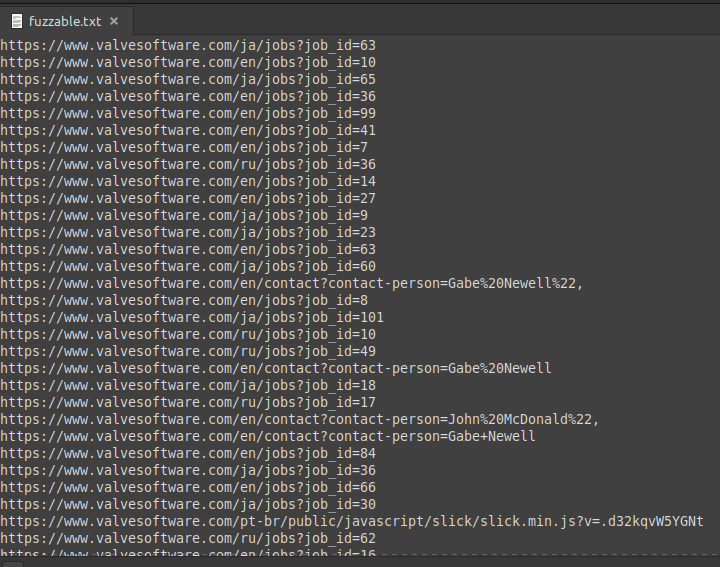 fuzzable.txt ×
https://www.valvesoftware.com/ja/jobs?job_id=63
https://www.valvesoftware.com/en/jobs?job_id=10
https://www.valvesoftware.com/ja/jobs?job_id=65
https://www.valvesoftware.com/en/jobs?job_id=36
https://www.valvesoftware.com/en/jobs?job_id=99
https://www.valvesoftware.com/en/jobs?job_id=41
https://www.valvesoftware.com/en/jobs?job_id=7
https://www.valvesoftware.com/ru/jobs?job_id=36
https://www.valvesoftware.com/en/jobs?job_id=14
https://www.valvesoftware.com/en/jobs?job_id=27
https://www.valvesoftware.com/ja/jobs?job_id=9
https://www.valvesoftware.com/ja/jobs?job_id=23
https://www.valvesoftware.com/en/jobs?job_id=63
https://www.valvesoftware.com/ja/jobs?job_id=60
https://www.valvesoftware.com/en/contact?contact-person=Gabe%20Newell%22,
https://www.valvesoftware.com/en/jobs?job_id=8
https://www.valvesoftware.com/ja/jobs?job_id=101
https://www.valvesoftware.com/ru/jobs?job_id=10
https://www.valvesoftware.com/ru/jobs?job_id=49
https://www.valvesoftware.com/en/contact?contact-person=Gabe%20Newell
https://www.valvesoftware.com/ja/jobs?job_id=18
https://www.valvesoftware.com/ru/jobs?job_id=17
https://www.valvesoftware.com/en/contact?contact-person=John%20McDonald%22,
https://www.valvesoftware.com/en/contact?contact-person=Gabe+Newell
https://www.valvesoftware.com/en/jobs?job_id=84
https://www.valvesoftware.com/ja/jobs?job_id=36
https://www.valvesoftware.com/en/jobs?job_id=66
https://www.valvesoftware.com/ja/jobs?job_id=30
https://www.valvesoftware.com/pt-br/public/javascript/slick/slick.min.js?v=.d32kqvW5YGNt
https://www.valvesoftware.com/ru/jobs?job_id=62
https://www.valvesoftware.com/en/jobs?job_id=16